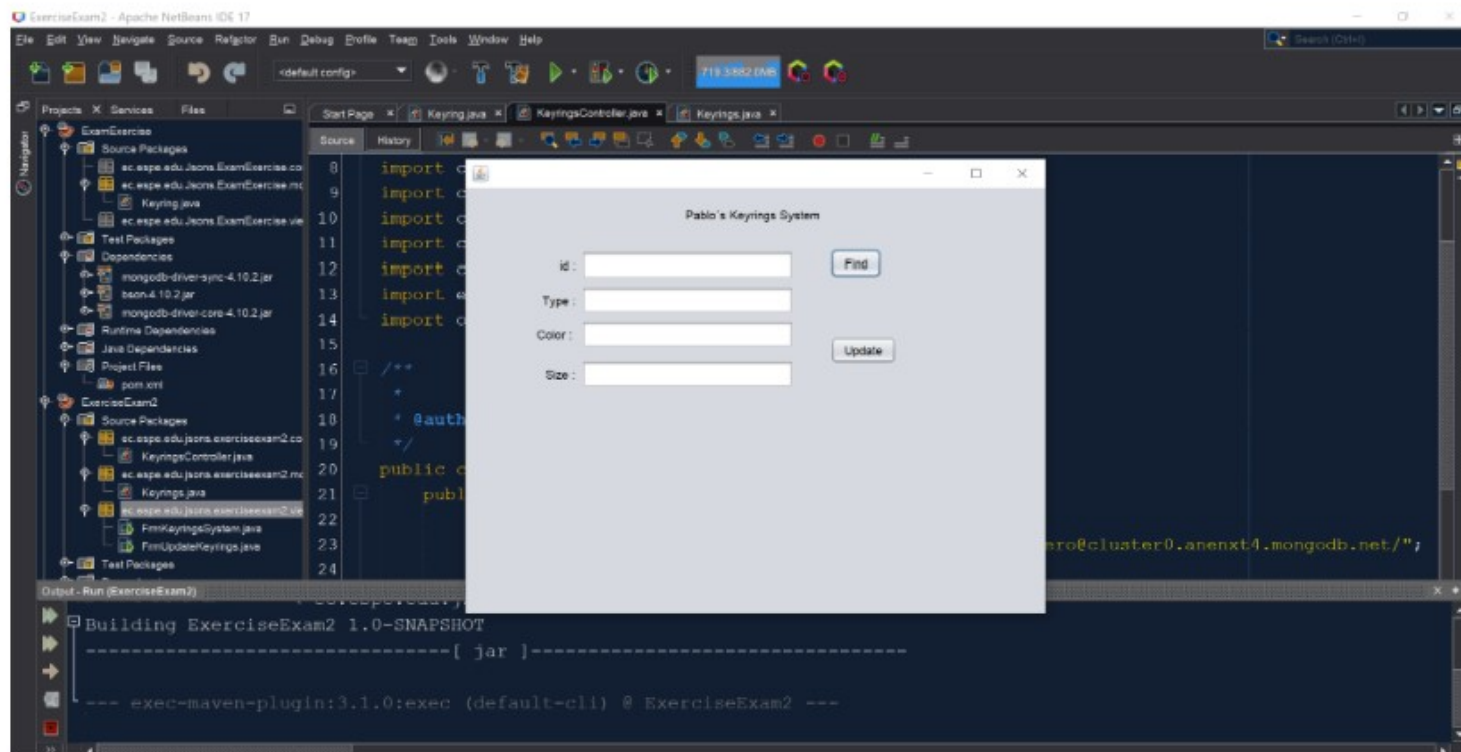 ExerciseExam2 - Apache NetBeans IDE 17
File Edit View Navigate Source Refactor Run Debug Profile Team Tools Window Help
Search (Ctrl+I)
<default config>
719.3/882.0MB
Projects X Services Files
Start Page Keyring.java KeyringsController.java Keyrings.java
Navigator
Source History
ExamExercise
Source Packages
ec.espe.edu.Jsons.ExamExercise.co
ec.espe.edu.Jsons.ExamExercise.mo
Keyring.java
ec.espe.edu.Jsons.ExamExercise.vie
Test Packages
Dependencies
mongodb-driver-sync-4.10.2.jar
bson-4.10.2.jar
mongodb-driver-core-4.10.2.jar
Runtime Dependencies
Java Dependencies
Project Files
pom.xml
ExerciseExam2
Source Packages
ec.espe.edu.jsons.exerciseexam2.co
KeyringsController.java
ec.espe.edu.jsons.exerciseexam2.mo
Keyrings.java
ec.espe.edu.jsons.exerciseexam2.vie
FrmKeyringsSystem.java
FrmUpdateKeyrings.java
Test Packages
8 import c
9 import c
10 import c
11 import c
12 import c
13 import e
14 import o
15
16 /**
17 *
18 * @auth
19 */
20 public c
21 publ
22
23 ero@cluster0.anenxt4.mongodb.net/";
24
Pablo`s Keyrings System
id : Find
Type :
Color :
Update
Size :
Output - Run (ExerciseExam2)
Building ExerciseExam2 1.0-SNAPSHOT
--------------------------------[ jar ]---------------------------------
--- exec-maven-plugin:3.1.0:exec (default-cli) @ ExerciseExam2 ---